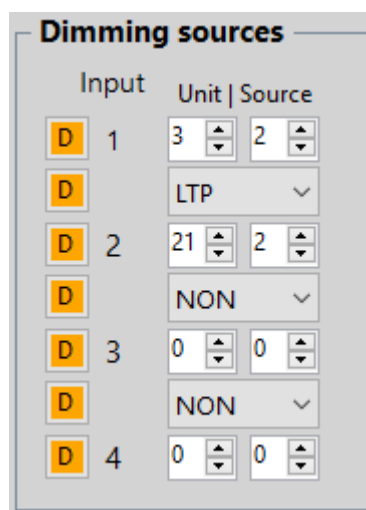 Dimming sources
Input Unit | Source
D 1 3 2
D LTP
D 2 21 2
D NON
D 3 0 0
D NON
D 4 0 0